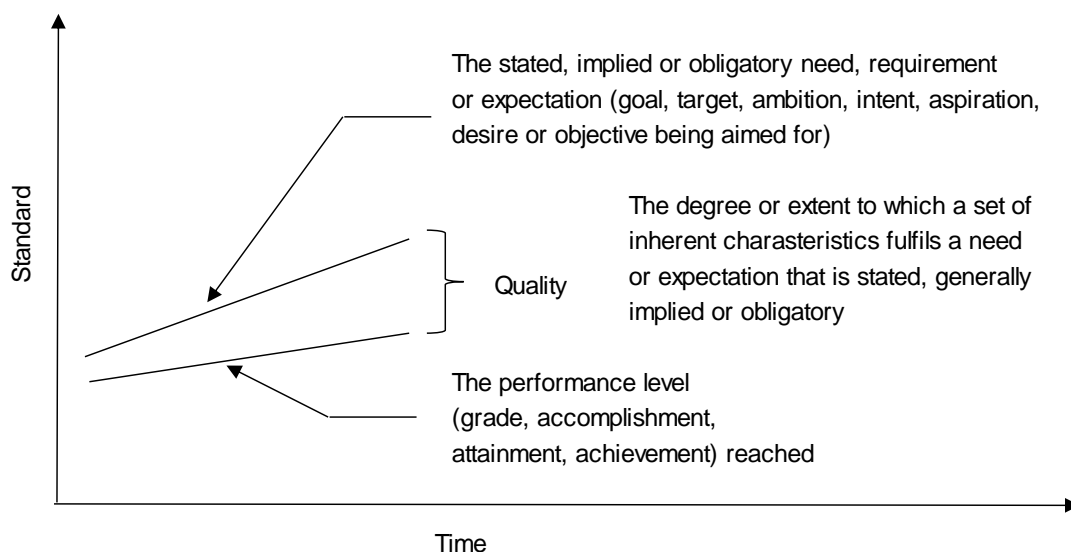 The stated, implied or obligatory need, requirement
or expectation (goal, target, ambition, intent, aspiration,
desire or objective being aimed for)
Standard
The degree or extent to which a set of
inherent charasteristics fulfils a need
or expectation that is stated, generally
implied or obligatory
Quality
The performance level
(grade, accomplishment,
attainment, achievement) reached
Time